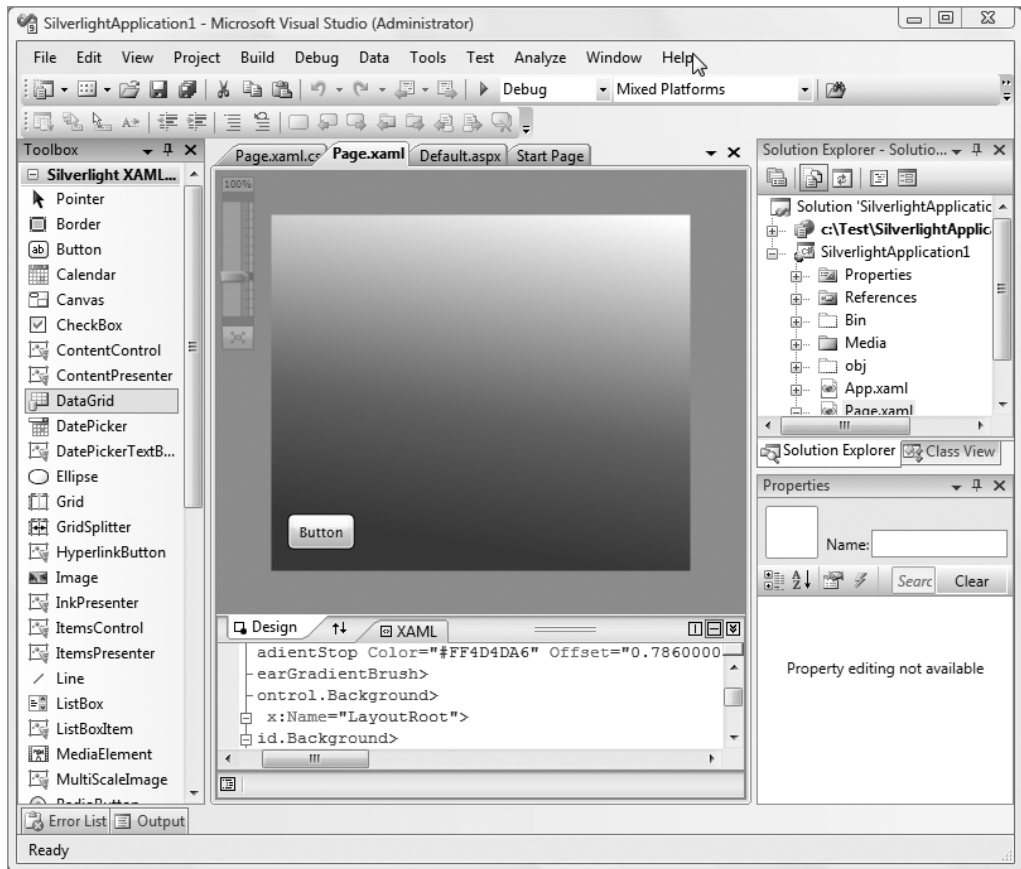 SilverlightApplication1 - Microsoft Visual Studio (Administrator)
File Edit View Project Build Debug Data Tools Test Analyze Window Help
Debug Mixed Platforms
Toolbox
Silverlight XAML...
Pointer
Border
Button
Calendar
Canvas
CheckBox
ContentControl
ContentPresenter
DataGrid
DatePicker
DatePickerTextB...
Ellipse
Grid
GridSplitter
HyperlinkButton
Image
InkPresenter
ItemsControl
ItemsPresenter
Line
ListBox
ListBoxItem
MediaElement
MultiScaleImage
RadioButton
Page.xaml.cs Page.xaml Default.aspx Start Page
100%
Button
Design XAML
adientStop Color="#FF4D4DA6" Offset="0.7860000
earGradientBrush>
ontrol.Background>
x:Name="LayoutRoot">
id.Background>
Solution Explorer - Solutio...
Solution 'SilverlightApplicatic
c:\Test\SilverlightApplic
SilverlightApplication1
Properties
References
Bin
Media
obj
App.xaml
Page.xaml
Solution Explorer Class View
Properties
Name:
Searc Clear
Property editing not available
Error List Output
Ready